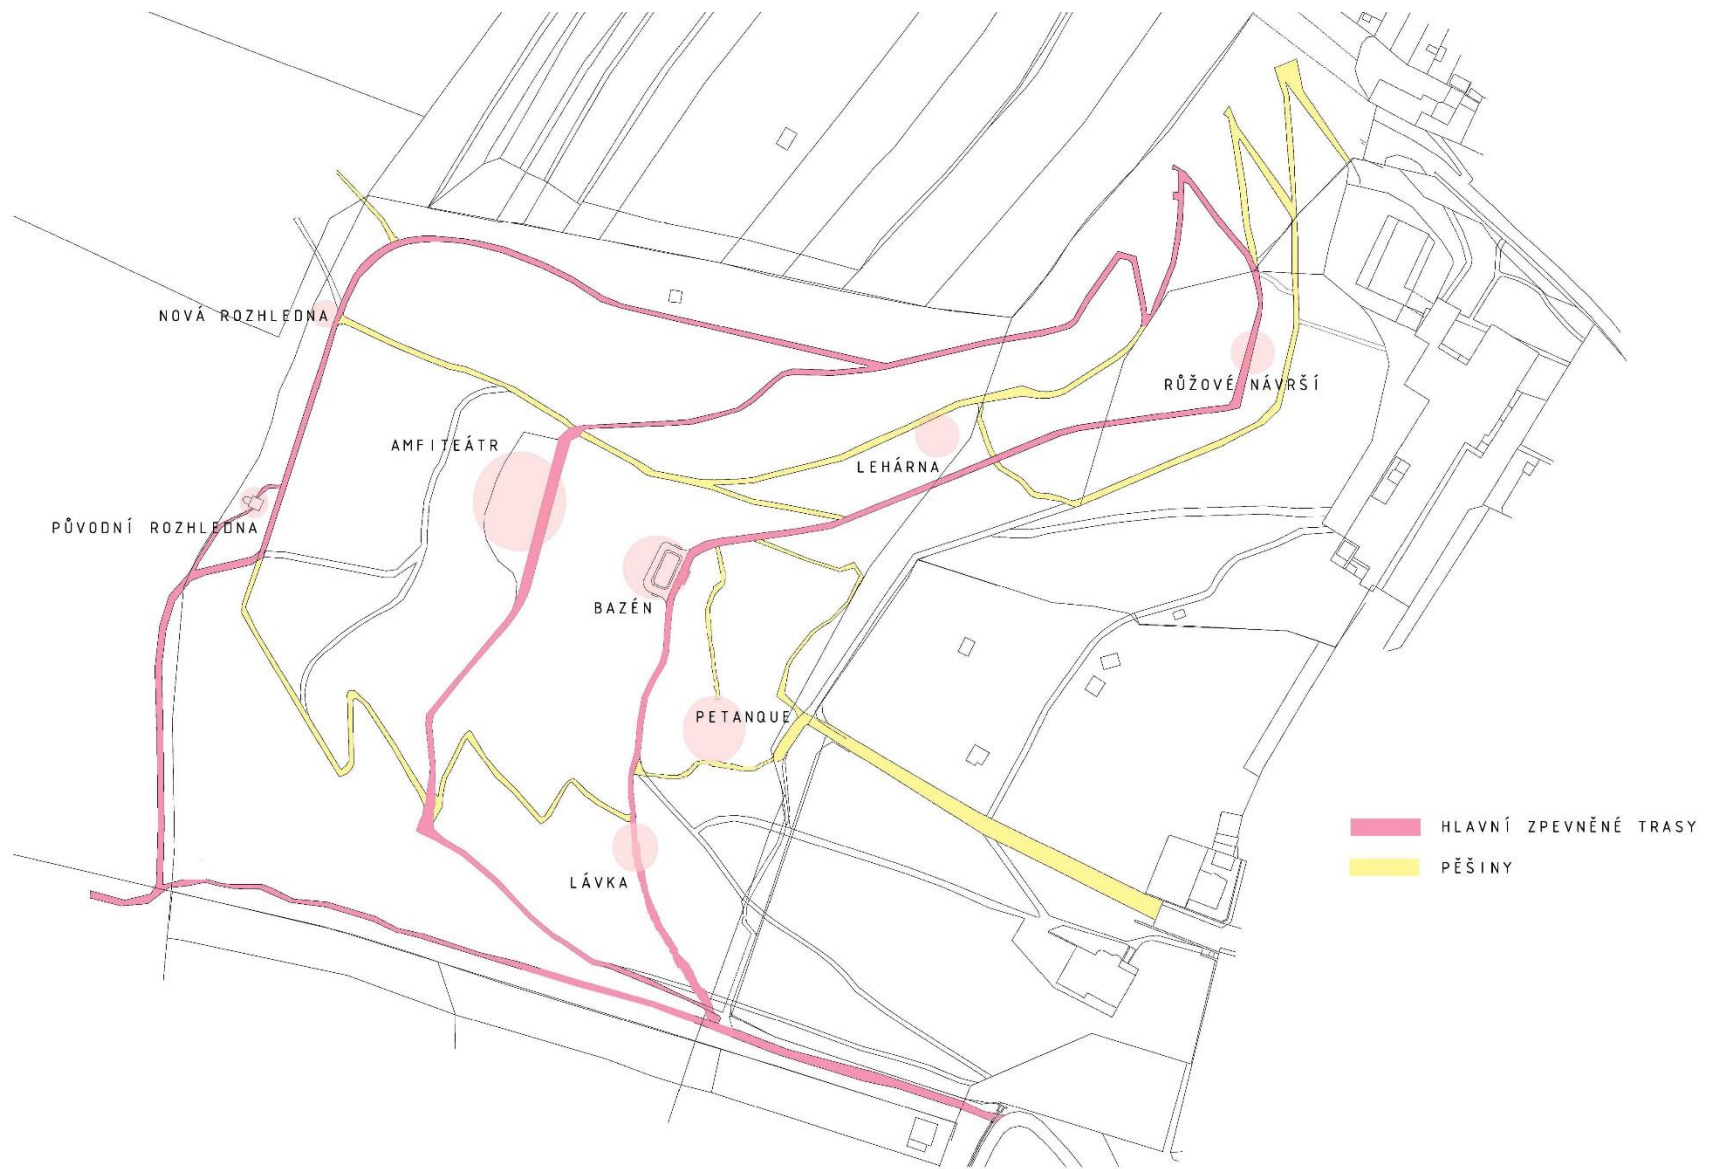 NOVÁ ROZHLEDNA
RŮŽOVÉ NÁVRŠÍ
AMFITEÁTR
LEHÁRNA
PŮVODNÍ ROZHLEDNA
BAZÉN
PETANQUE
LÁVKA
HLAVNÍ ZPEVNĚNÉ TRASY
PĚŠINY